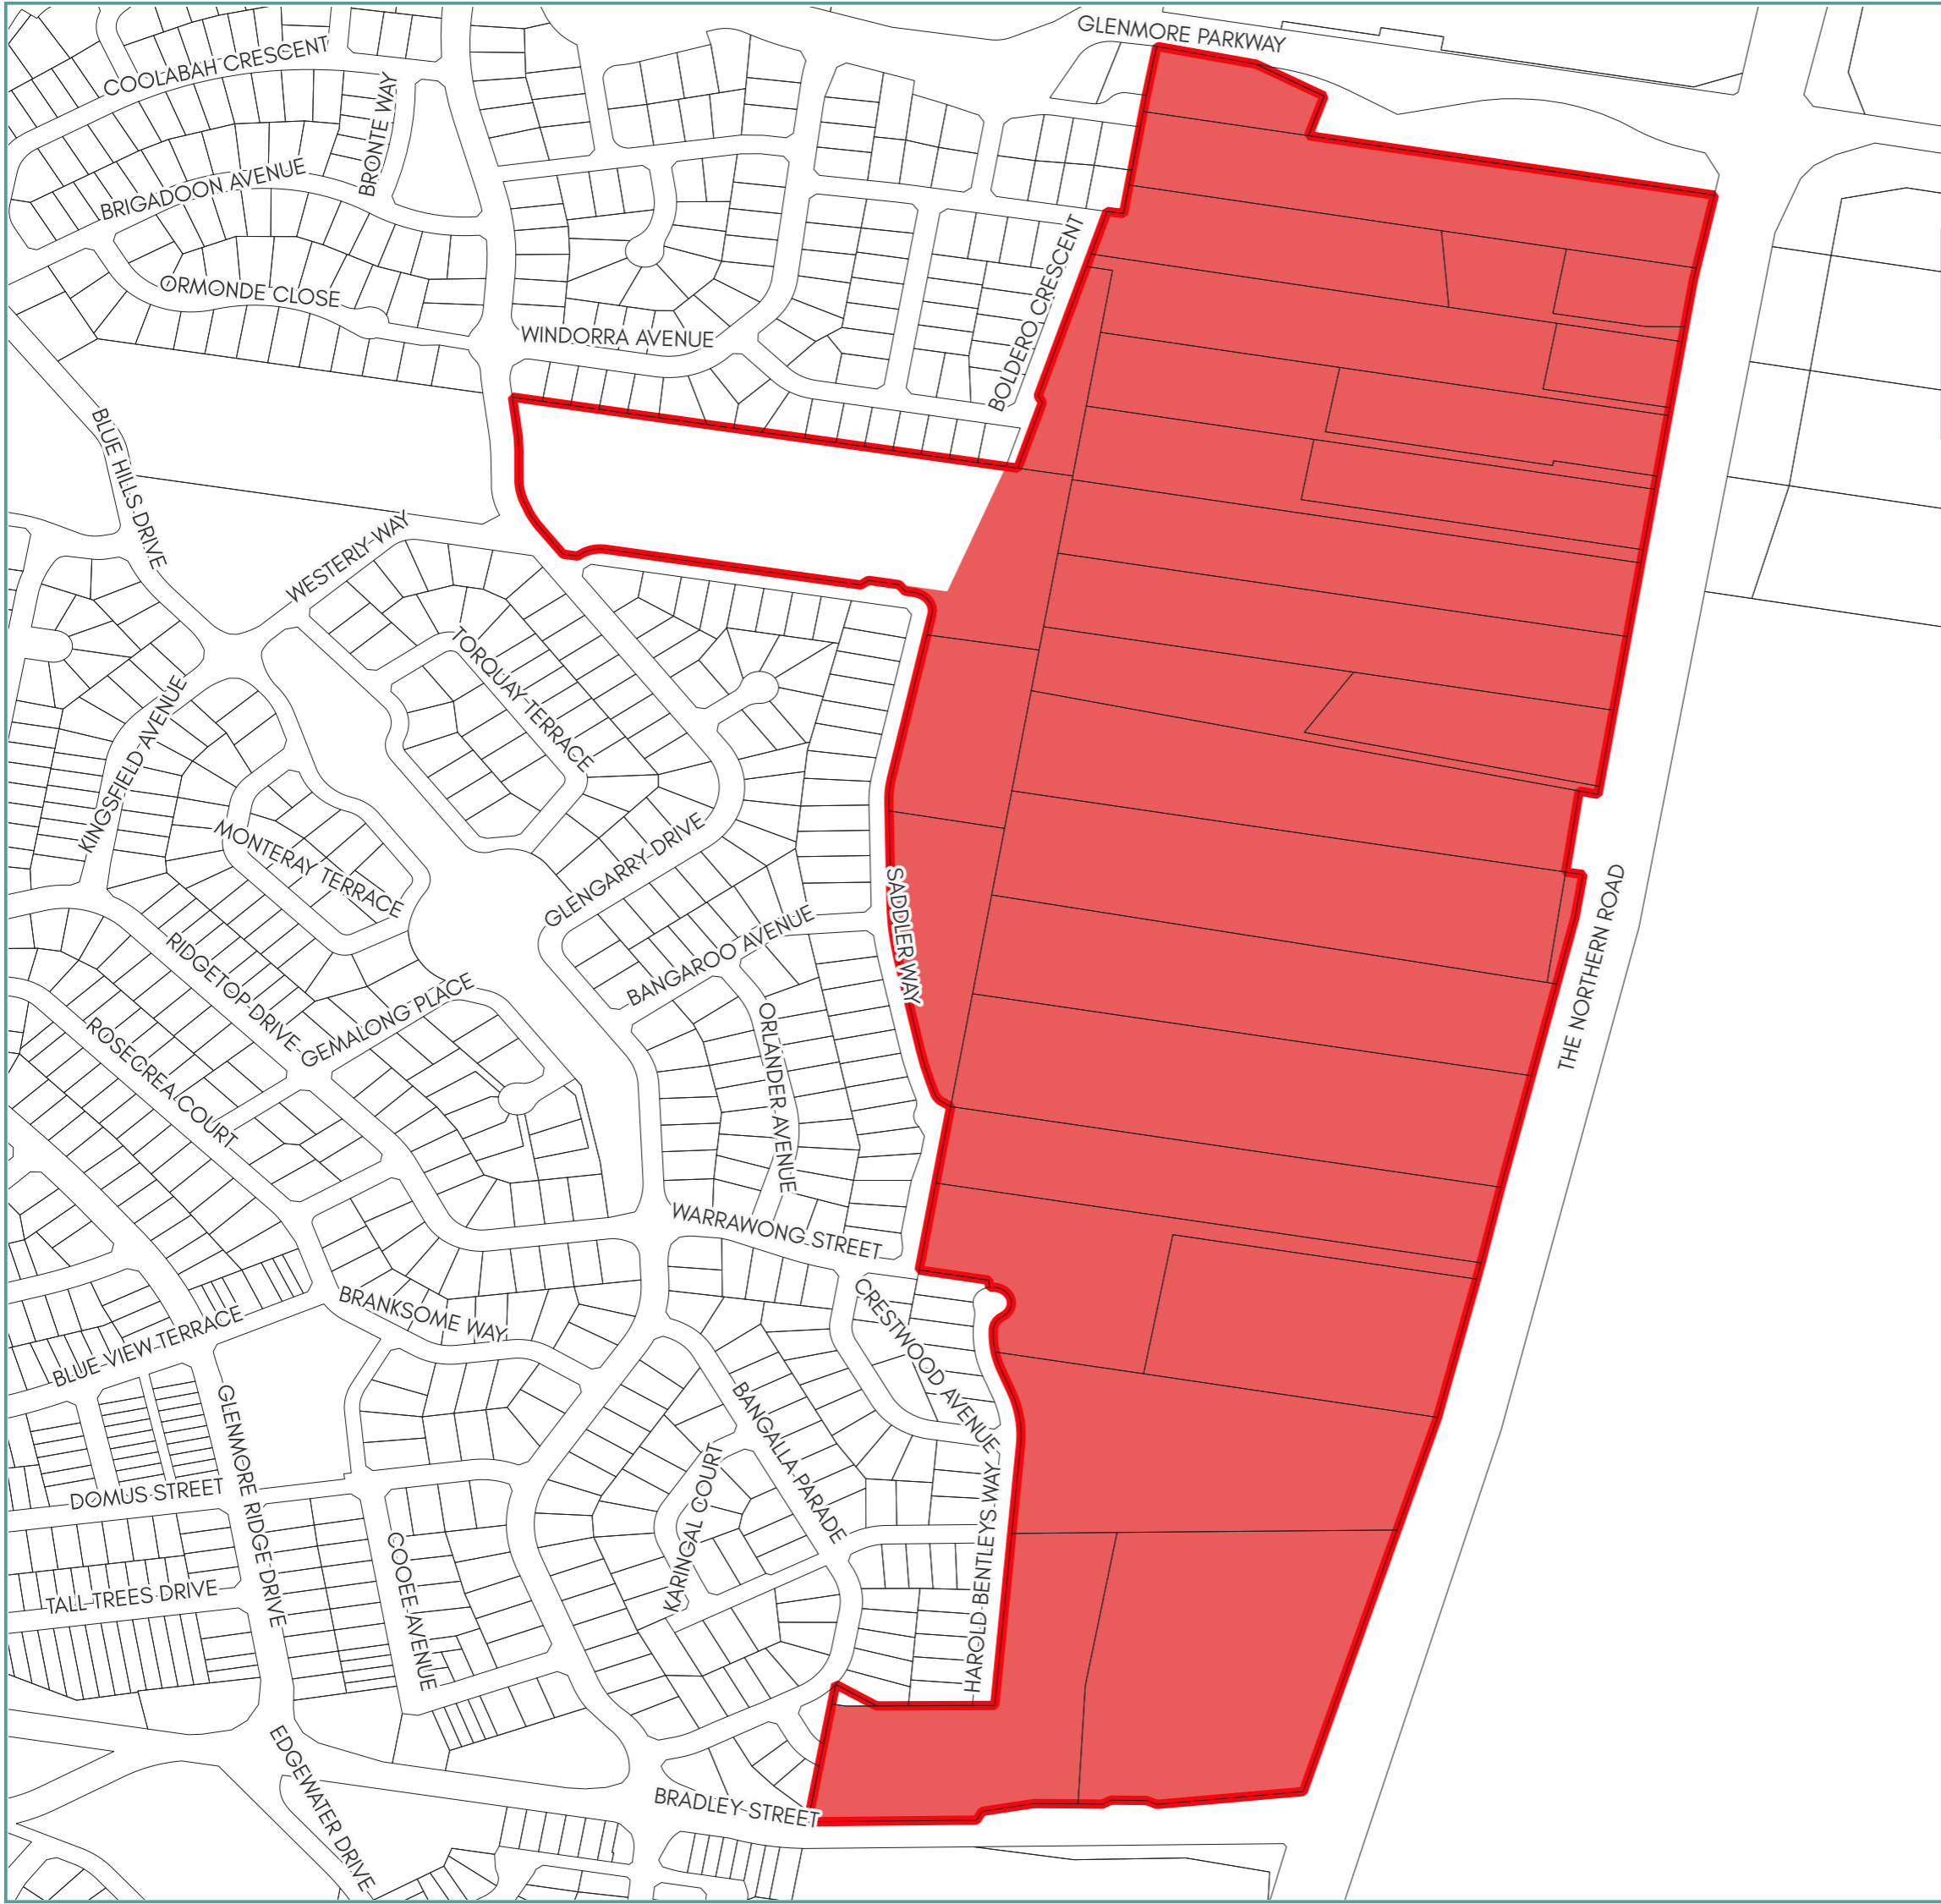 GLENMORE PARKWAY
COOLABAH CRESCENT
BRONTE WAY
BRIGADOON AVENUE
ORMONDE CLOSE
BOLDERO CRESCENT
WINDORRA AVENUE
BLUE HILLS DRIVE
WESTERLY WAY
TORQUAY TERRACE
KINGSFIELD AVENUE
MONTERAY TERRACE
GLENGARRY DRIVE
SADDLER WAY
THE NORTHERN ROAD
BANGAROO AVENUE
RIDGETOP DRIVE
GEMALONG PLACE
ORLANDER AVENUE
ROSECREA COURT
WARRAWONG STREET
BRANKSOME WAY
CRESTWOOD AVENUE
BLUE VIEW TERRACE
GLENMORE RIDGE DRIVE
BANGALLA PARADE
KARINGAL COURT
HAROLD BENTLEYS WAY
DOMUS STREET
COOEE AVENUE
TALL TREES DRIVE
EDGEWATER DRIVE
BRADLEY STREET